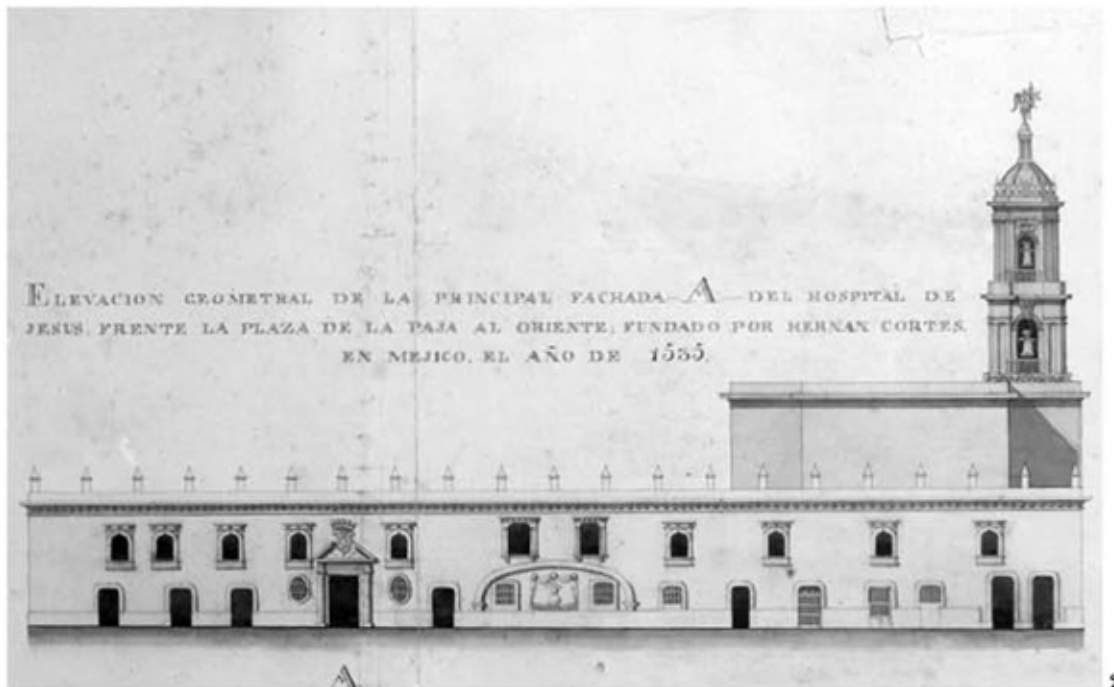 ELEVACION GEOMETRAL DE LA PRINCIPAL FACHADA A DEL HOSPITAL DE
JESUS, FRENTE LA PLAZA DE LA PAJA AL ORIENTE; FUNDADO POR HERNAN CORTES,
EN MEJICO, EL AÑO DE 1535.
A